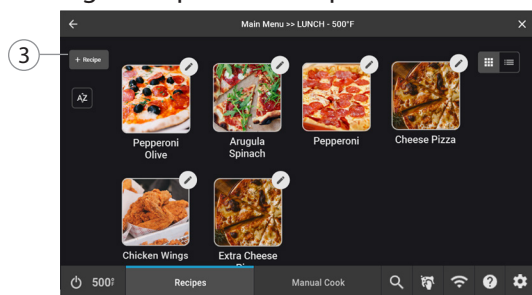 Main Menu >> LUNCH - 500°F
3
+ Recipe
AZ
Pepperoni
Olive
Arugula
Spinach
Pepperoni
Cheese Pizza
Chicken Wings
Extra Cheese
500°F
Recipes
Manual Cook